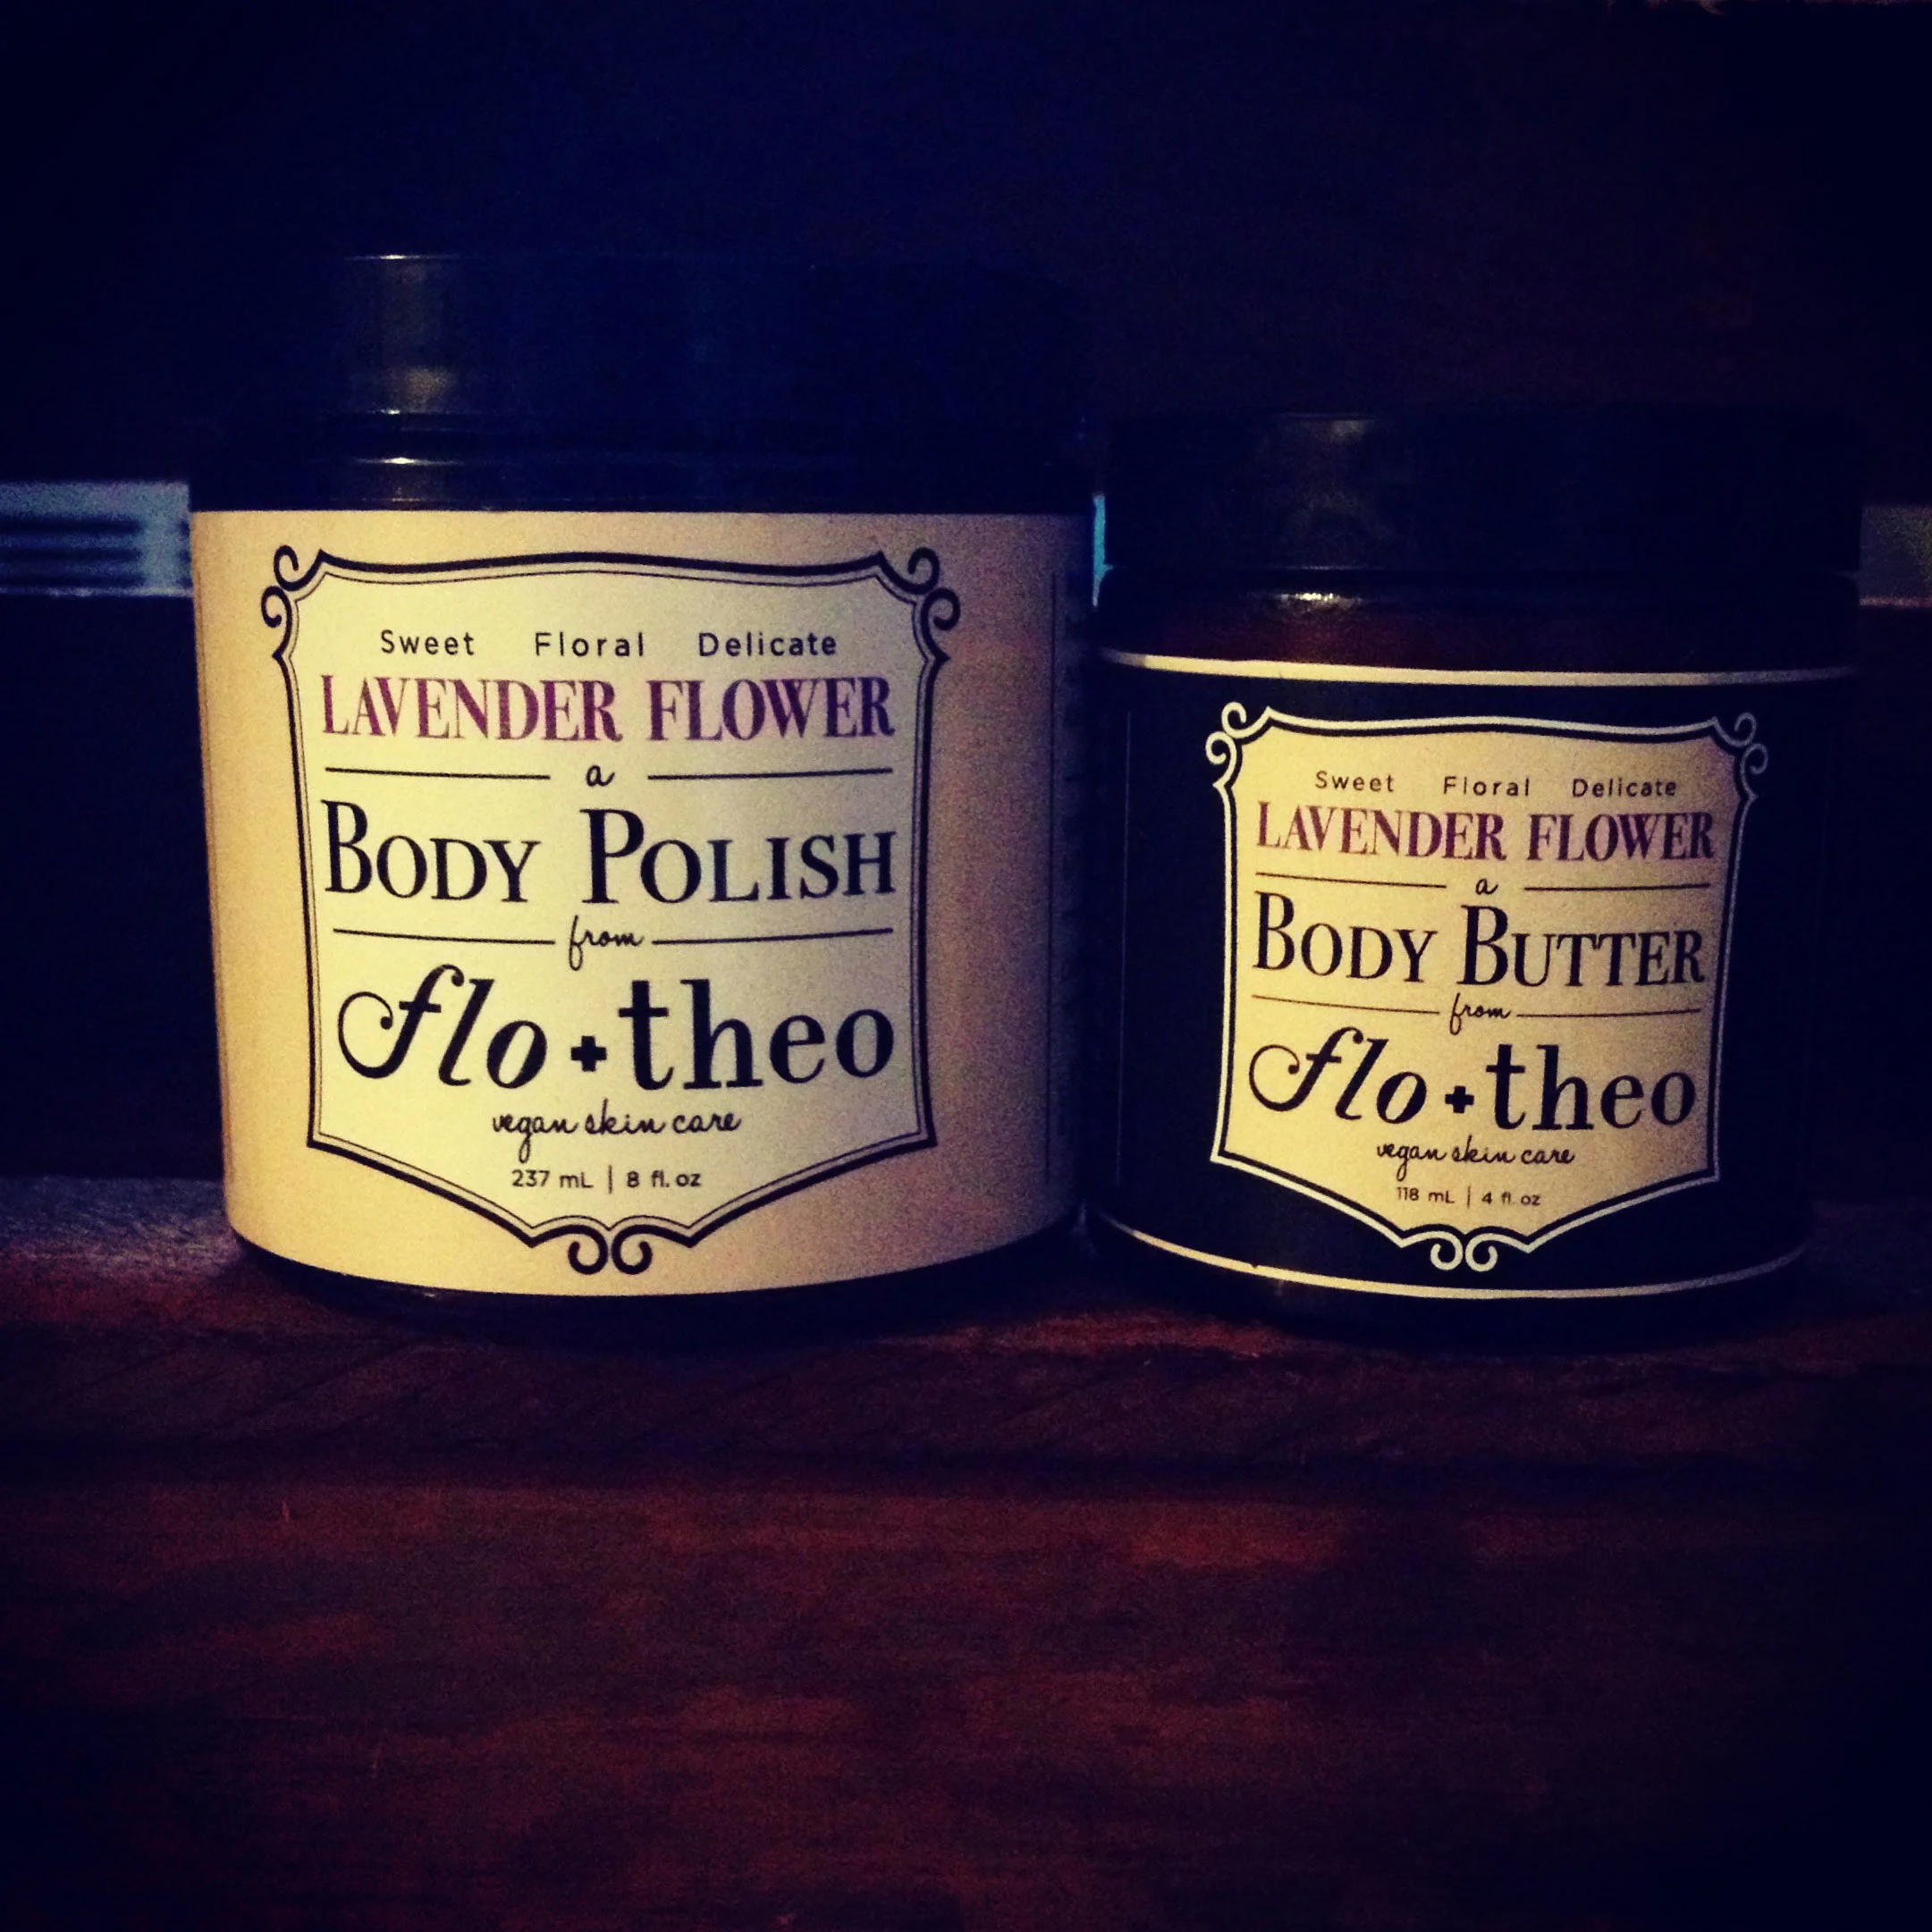 Sweet Floral Delicate
LAVENDER FLOWER
a
BODY POLISH
from
flo+theo
vegan skin care
237 mL | 8 fl. oz
Sweet Floral Delicate
LAVENDER FLOWER
a
BODY BUTTER
from
flo+theo
vegan skin care
118 mL | 4 fl. oz